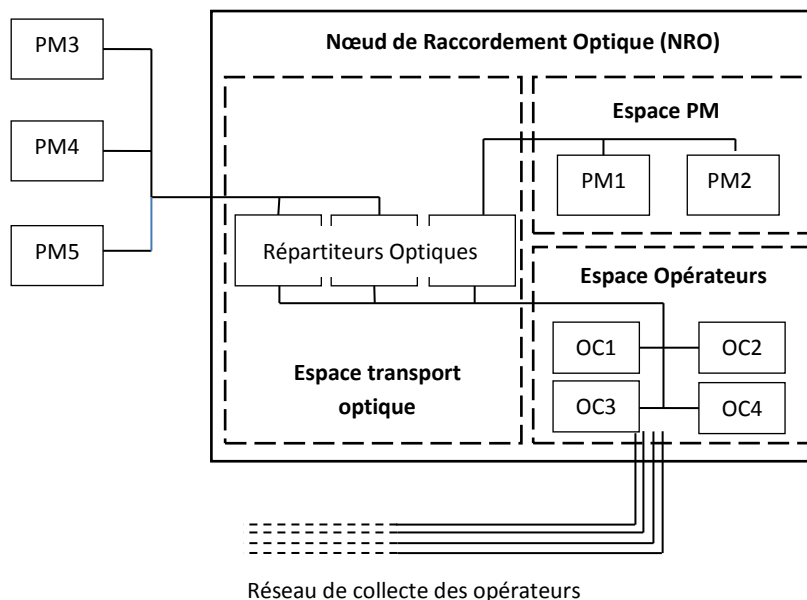 Nœud de Raccordement Optique (NRO)
PM3
PM4
PM5
Espace PM
PM1
PM2
Répartiteurs Optiques
Espace Opérateurs
OC1
OC2
OC3
OC4
Espace transport
optique
Réseau de collecte des opérateurs